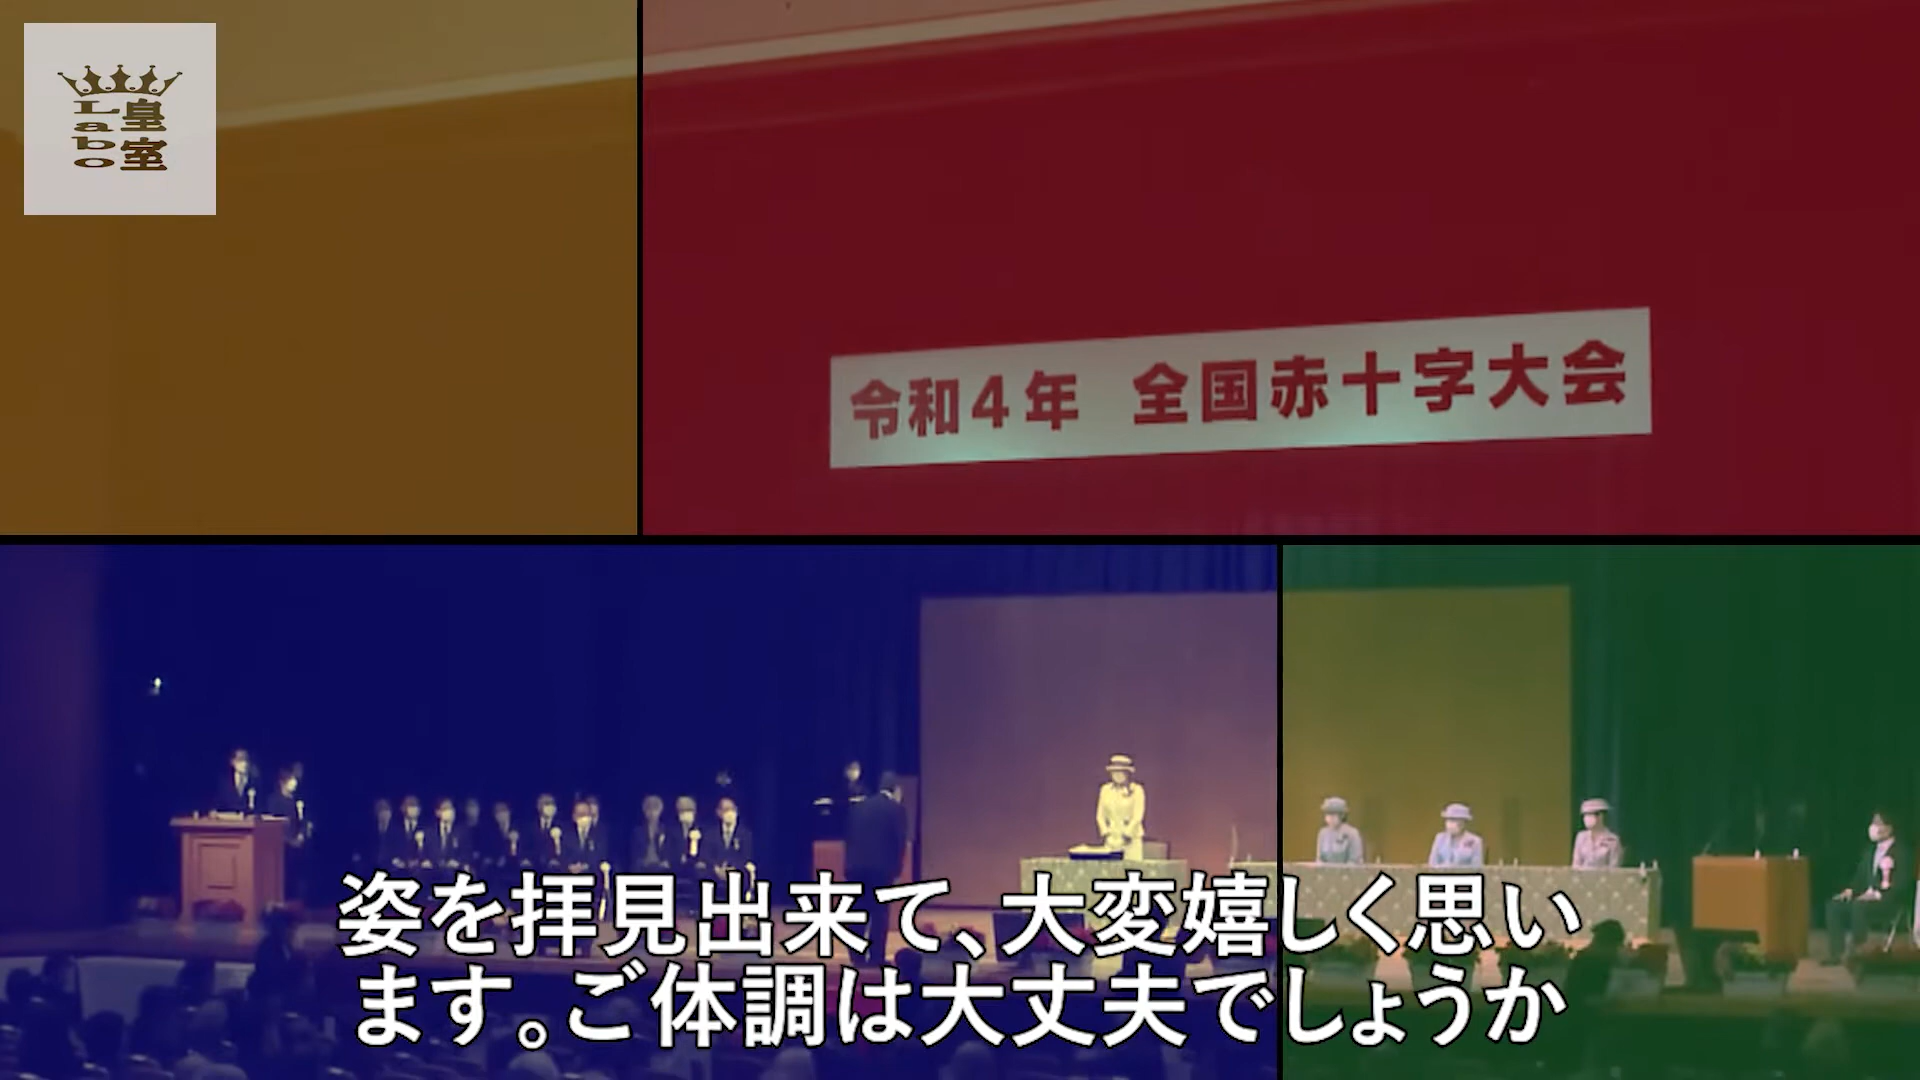 皇室
Labo
令和4年 全国赤十字大会
姿を拝見出来て、大変嬉しく思い
ます。ご体調は大丈夫でしょうか